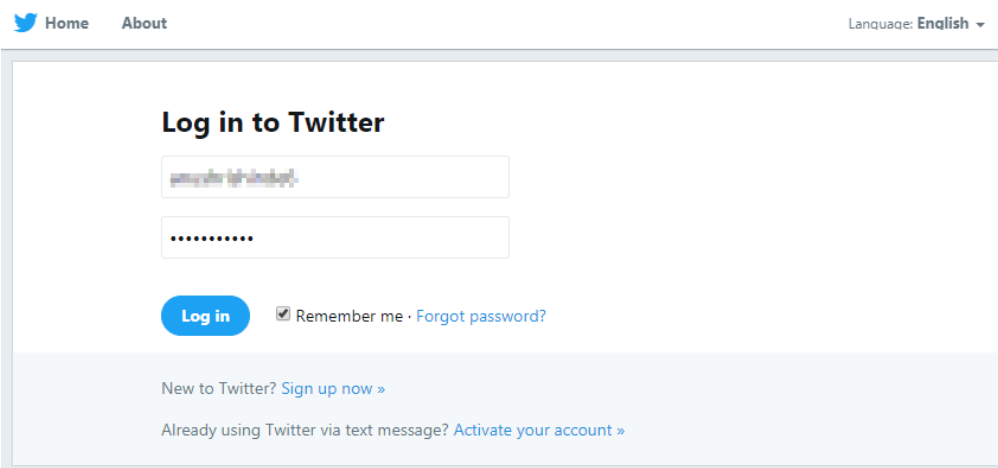 Home About Language: English
Log in to Twitter
•••••••••••
Log in Remember me · Forgot password?
New to Twitter? Sign up now »
Already using Twitter via text message? Activate your account »